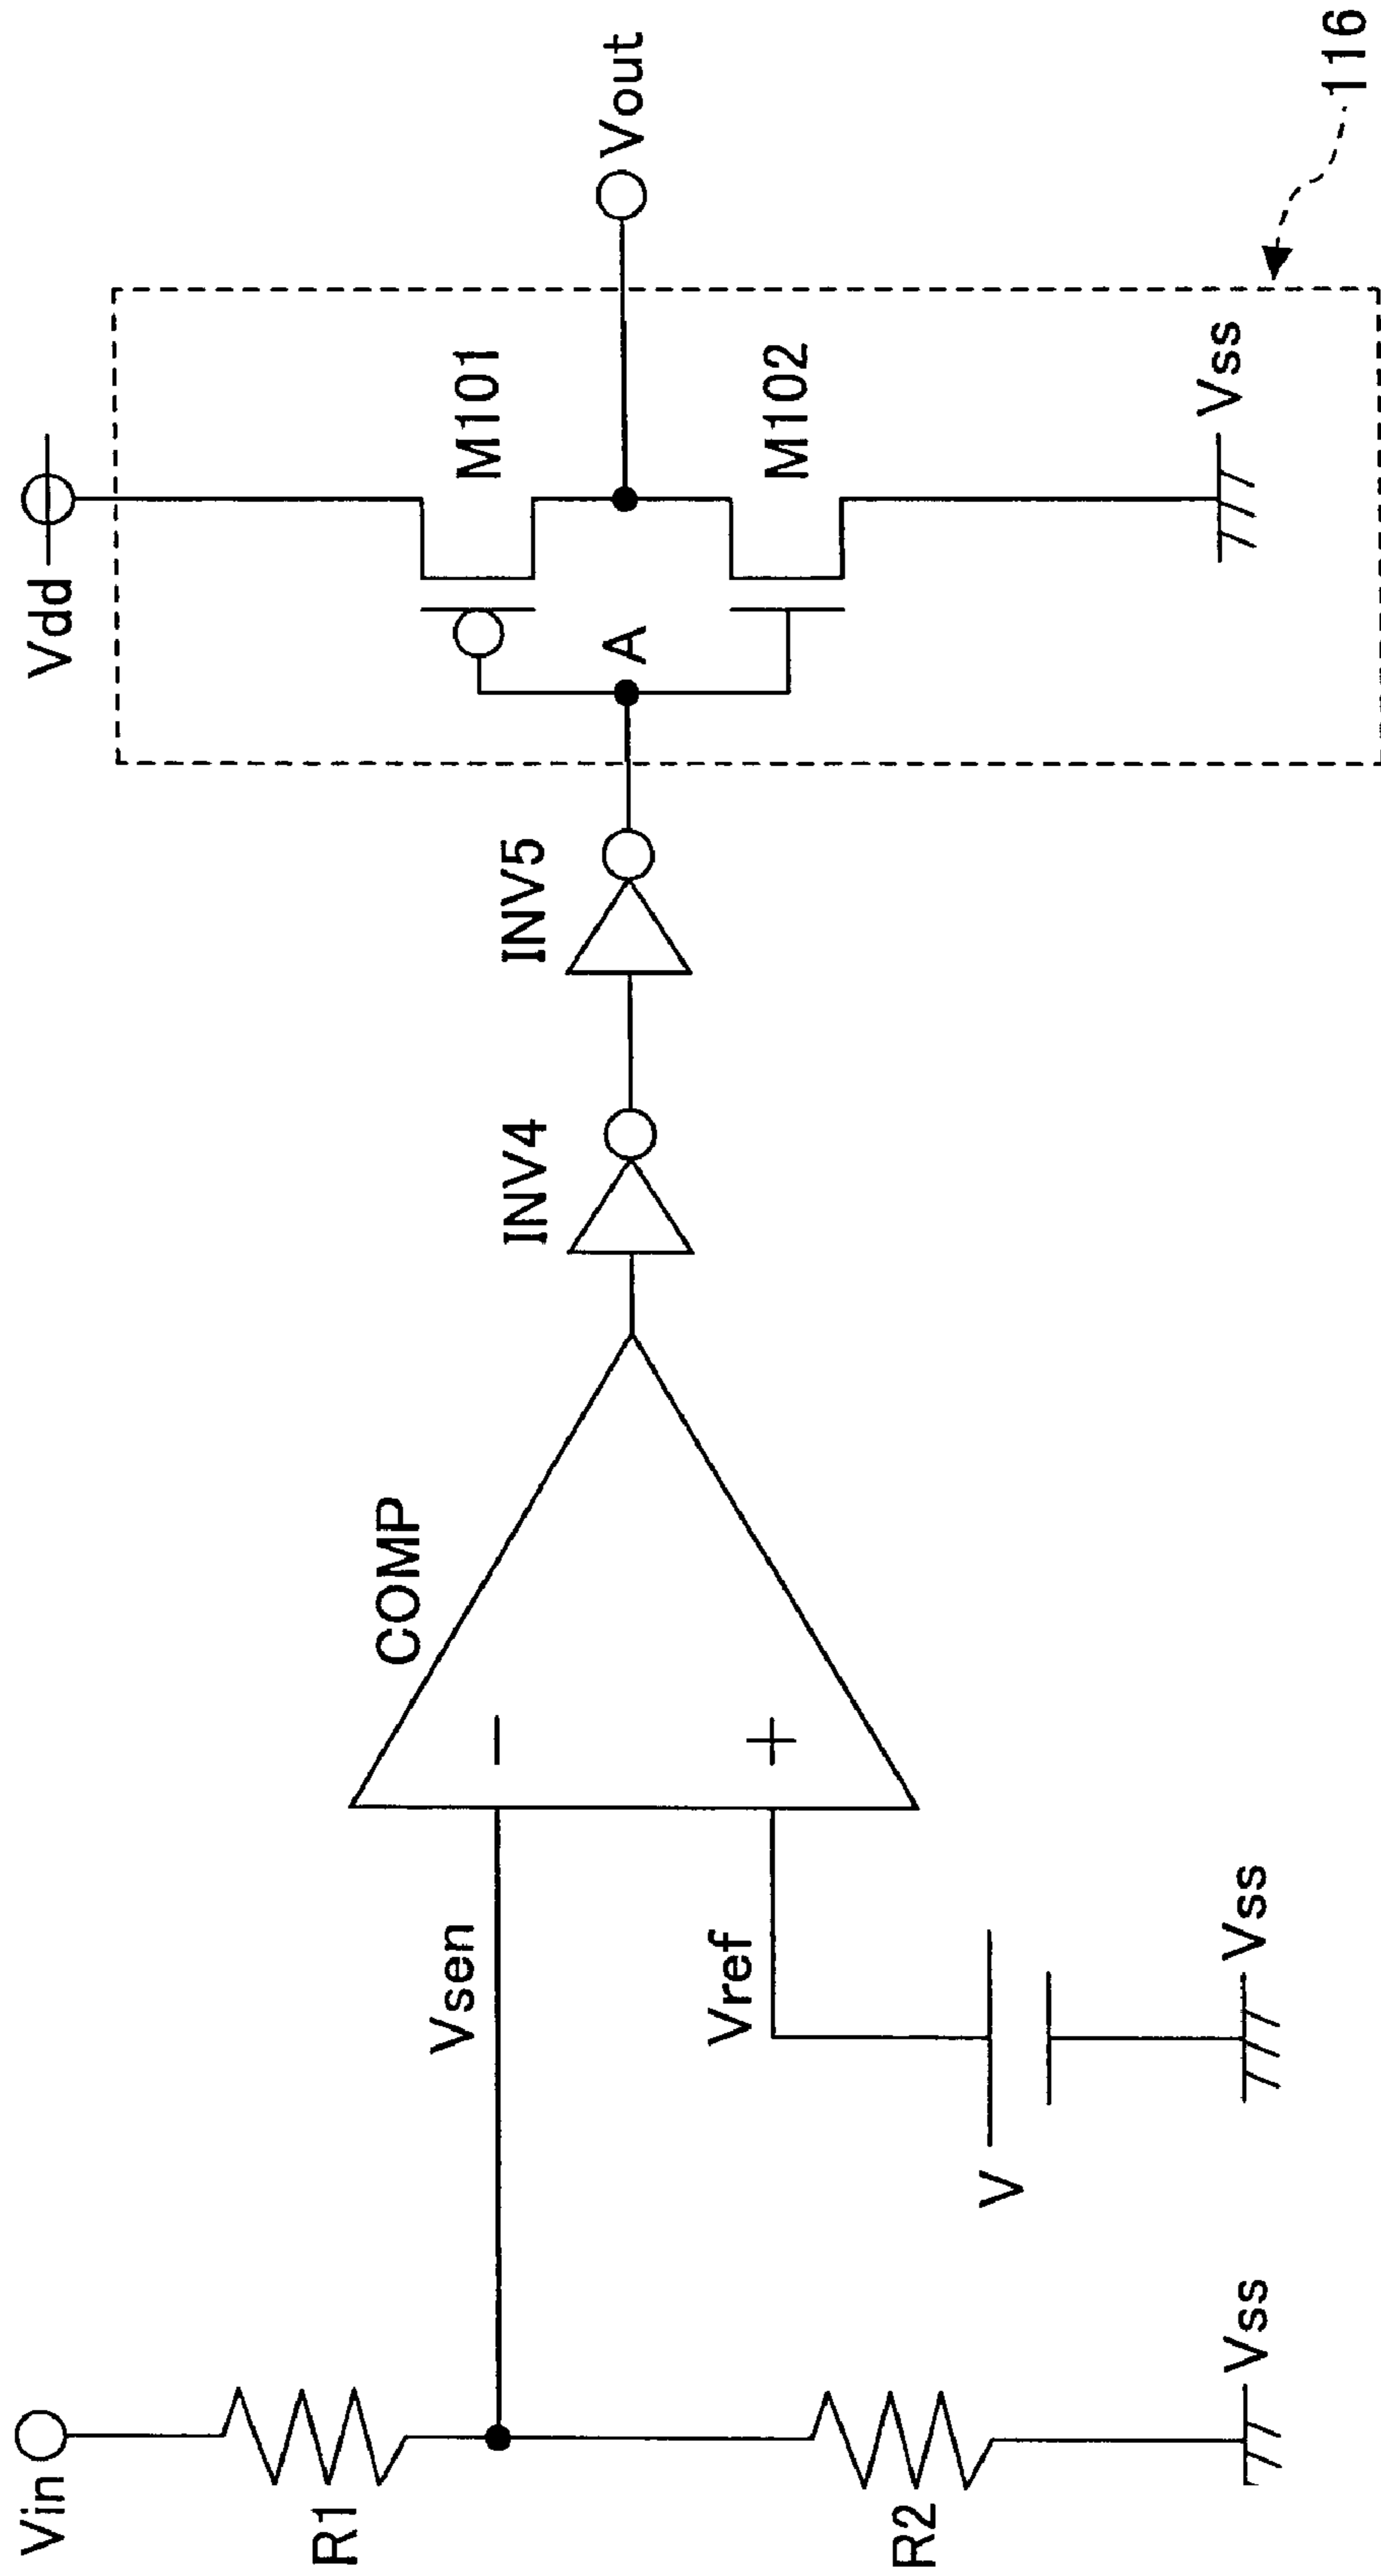 Vin
R1
R2
Vss
Vsen
Vref
V
Vss
COMP
−
+
INV4
INV5
Vdd
A
M101
M102
Vss
Vout
116